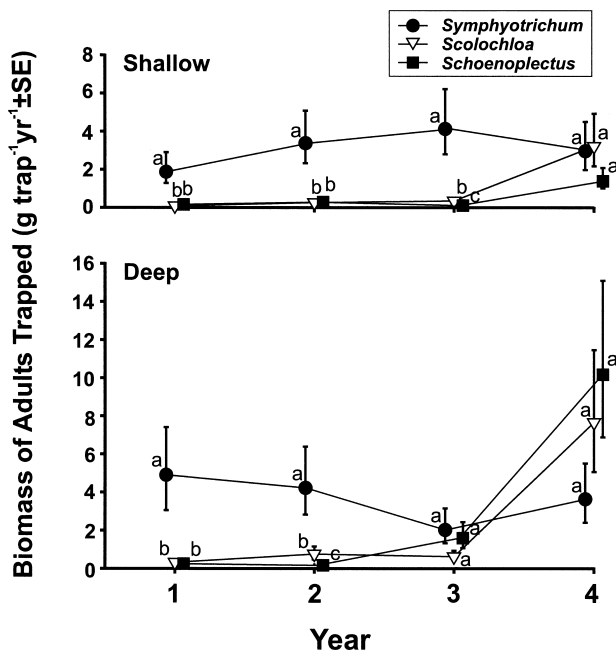 Symphyotrichum
Scolochloa
Schoenoplectus
Biomass of Adults Trapped (g trap-1yr-1±SE)
Shallow
8
6
4
2
0
a
a
a
a
a
a
bb
b
b
b
c
Deep
16
14
12
10
8
6
4
2
0
a
a
a
a
a
a
a
a
b
b
b
c
1
2
3
4
Year